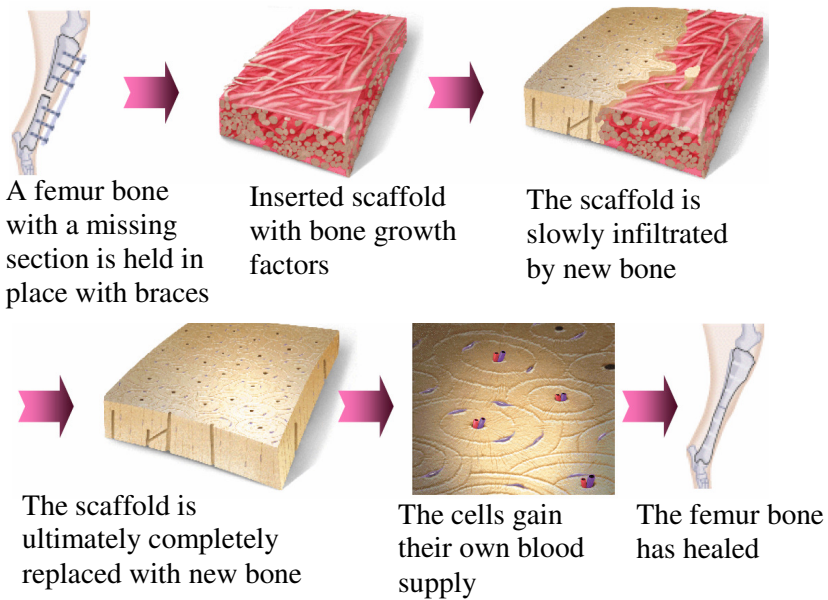 A femur bone
with a missing
section is held in
place with braces
Inserted scaffold
with bone growth
factors
The scaffold is
slowly infiltrated
by new bone
The scaffold is
ultimately completely
replaced with new bone
The cells gain
their own blood
supply
The femur bone
has healed